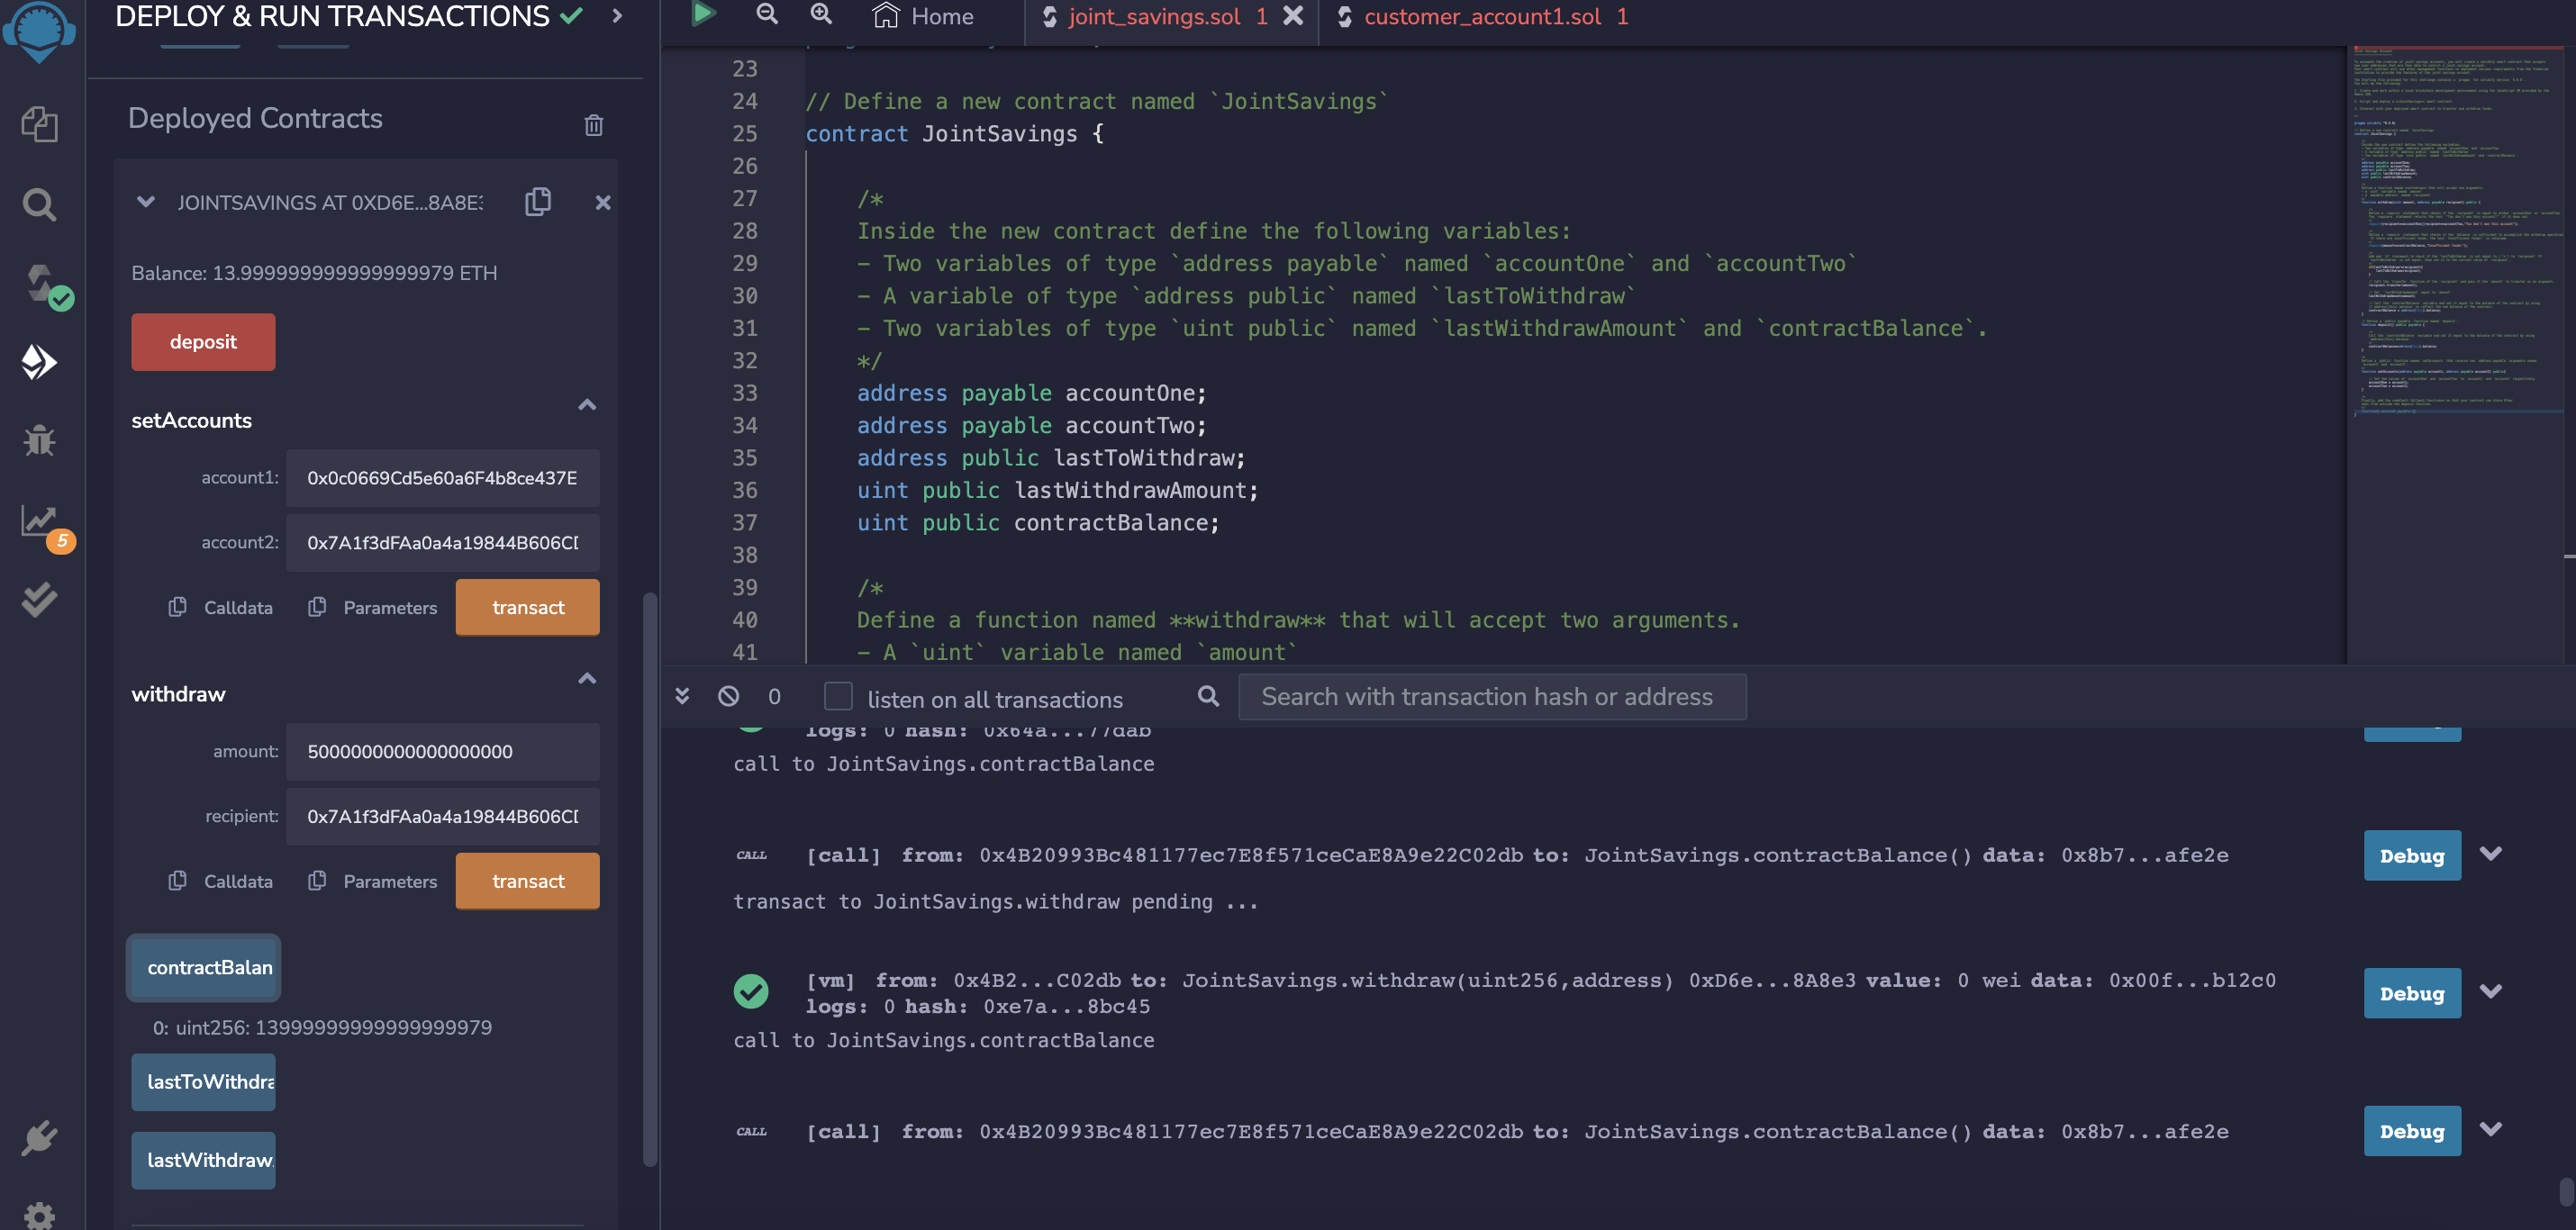 DEPLOY & RUN TRANSACTIONS
Deployed Contracts
JOINTSAVINGS AT 0XD6E...8A8E3
Balance: 13.999999999999999979 ETH
deposit
setAccounts
account1: 0x0c0669Cd5e60a6F4b8ce437E
account2: 0x7A1f3dFAa0a4a19844B606CD
Calldata Parameters transact
withdraw
amount: 5000000000000000000
recipient: 0x7A1f3dFAa0a4a19844B606CD
Calldata Parameters transact
contractBalan
0: uint256: 13999999999999999979
lastToWithdra
lastWithdraw
5
Home joint_savings.sol 1 customer_account1.sol 1
23
24 // Define a new contract named `JointSavings`
25 contract JointSavings {
26
27 /*
28 Inside the new contract define the following variables:
29 - Two variables of type `address payable` named `accountOne` and `accountTwo`
30 - A variable of type `address public` named `lastToWithdraw`
31 - Two variables of type `uint public` named `lastWithdrawAmount` and `contractBalance`.
32 */
33 address payable accountOne;
34 address payable accountTwo;
35 address public lastToWithdraw;
36 uint public lastWithdrawAmount;
37 uint public contractBalance;
38
39 /*
40 Define a function named **withdraw** that will accept two arguments.
41 - A `uint` variable named `amount`
0 listen on all transactions Search with transaction hash or address
logs: 0 hash: 0x64a...77dab
call to JointSavings.contractBalance
CALL [call] from: 0x4B20993Bc481177ec7E8f571ceCaE8A9e22C02db to: JointSavings.contractBalance() data: 0x8b7...afe2e Debug
transact to JointSavings.withdraw pending ...
[vm] from: 0x4B2...C02db to: JointSavings.withdraw(uint256,address) 0xD6e...8A8e3 value: 0 wei data: 0x00f...b12c0 Debug
logs: 0 hash: 0xe7a...8bc45
call to JointSavings.contractBalance
CALL [call] from: 0x4B20993Bc481177ec7E8f571ceCaE8A9e22C02db to: JointSavings.contractBalance() data: 0x8b7...afe2e Debug